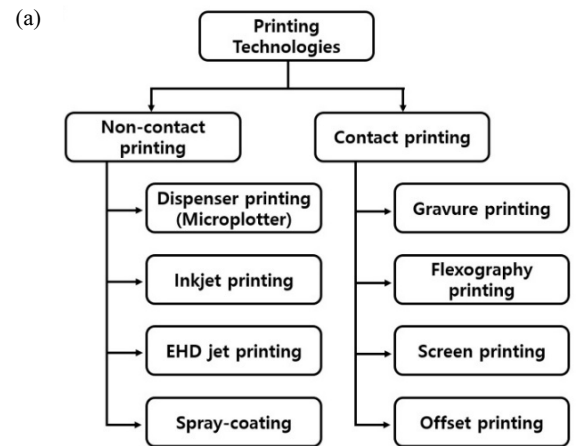 (a)
Printing
Technologies
Non-contact
printing
Contact printing
Dispenser printing
(Microplotter)
Gravure printing
Inkjet printing
Flexography
printing
EHD jet printing
Screen printing
Spray-coating
Offset printing